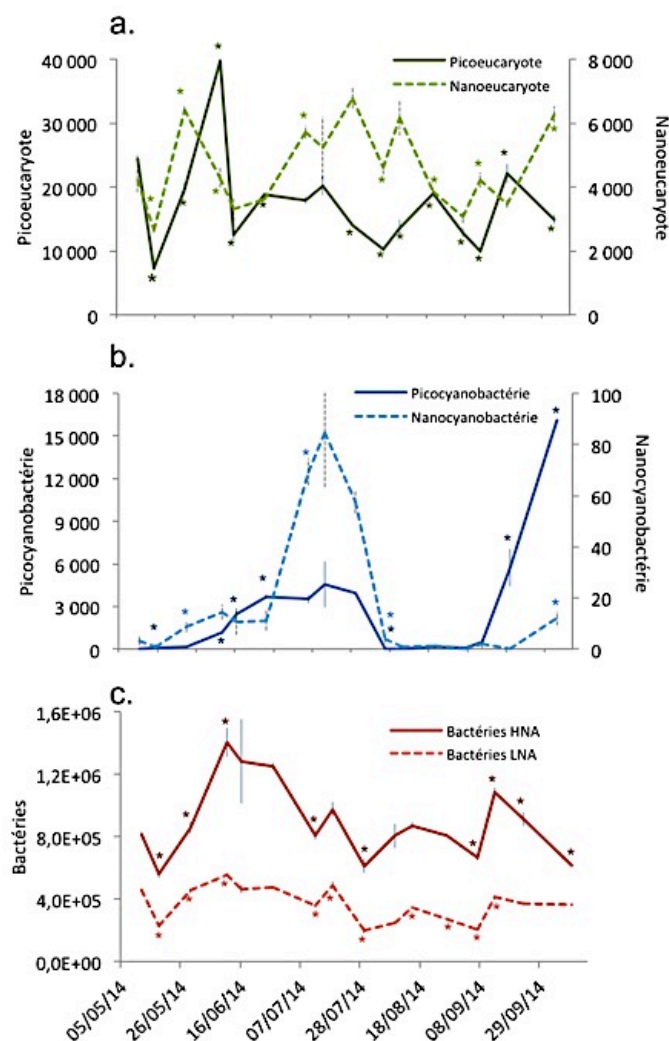 a.
Picoeucaryote
Nanoeucaryote
40 000
30 000
20 000
10 000
0
Picoeucaryote
8 000
6 000
4 000
2 000
0
Nanoeucaryote
b.
Picocyanobactérie
Nanocyanobactérie
18 000
15 000
12 000
9 000
6 000
3 000
0
Picocyanobactérie
100
80
60
40
20
0
Nanocyanobactérie
c.
Bactéries HNA
Bactéries LNA
1,6E+06
1,2E+06
8,0E+05
4,0E+05
0,0E+00
Bactéries
05/05/14
26/05/14
16/06/14
07/07/14
28/07/14
18/08/14
08/09/14
29/09/14